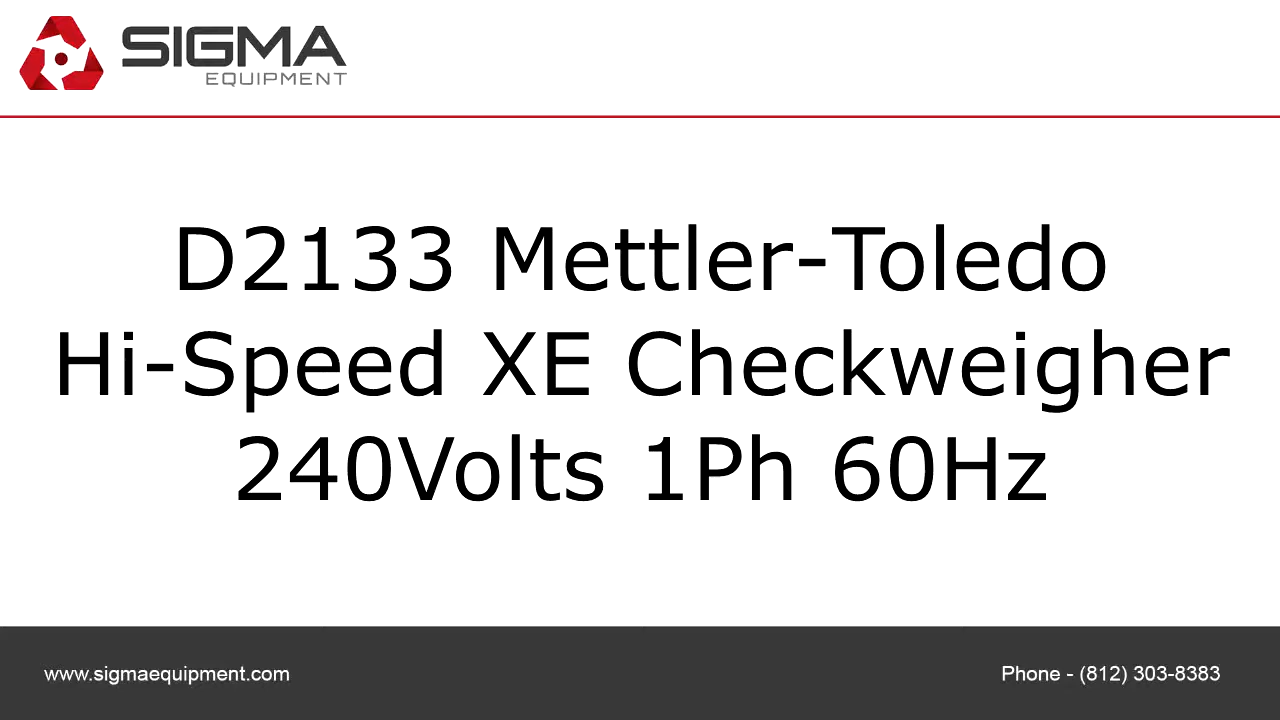 SIGMA
EQUIPMENT
D2133 Mettler-Toledo
Hi-Speed XE Checkweigher
240Volts 1Ph 60Hz
www.sigmaequipment.com
Phone - (812) 303-8383